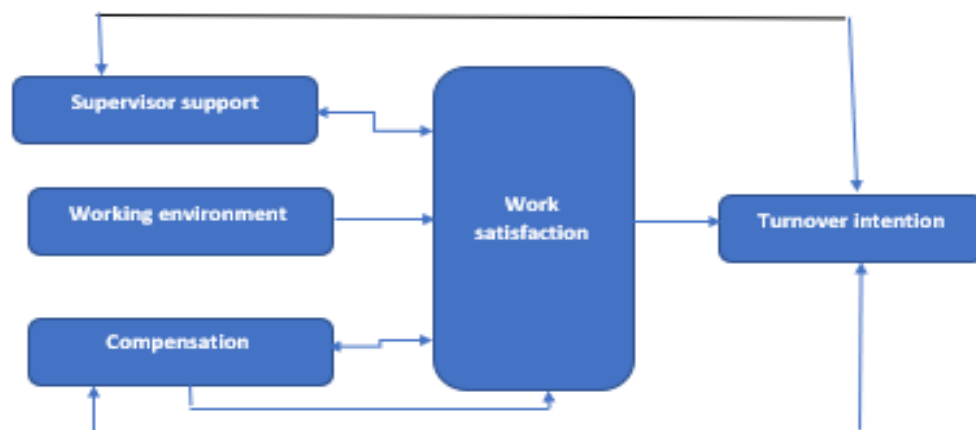 Supervisor support
Working environment
Work
satisfaction
Turnover intention
Compensation